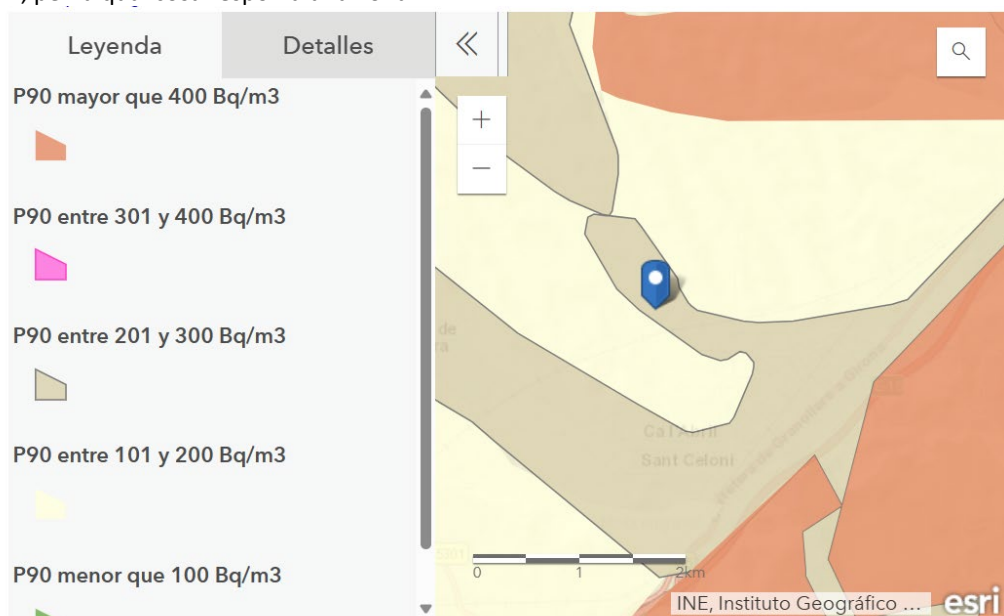 Leyenda
Detalles
P90 mayor que 400 Bq/m3
P90 entre 301 y 400 Bq/m3
P90 entre 201 y 300 Bq/m3
P90 entre 101 y 200 Bq/m3
P90 menor que 100 Bq/m3
+
−
de
Sant Celoni
0 1 2km
INE, Instituto Geográfico ...
esri